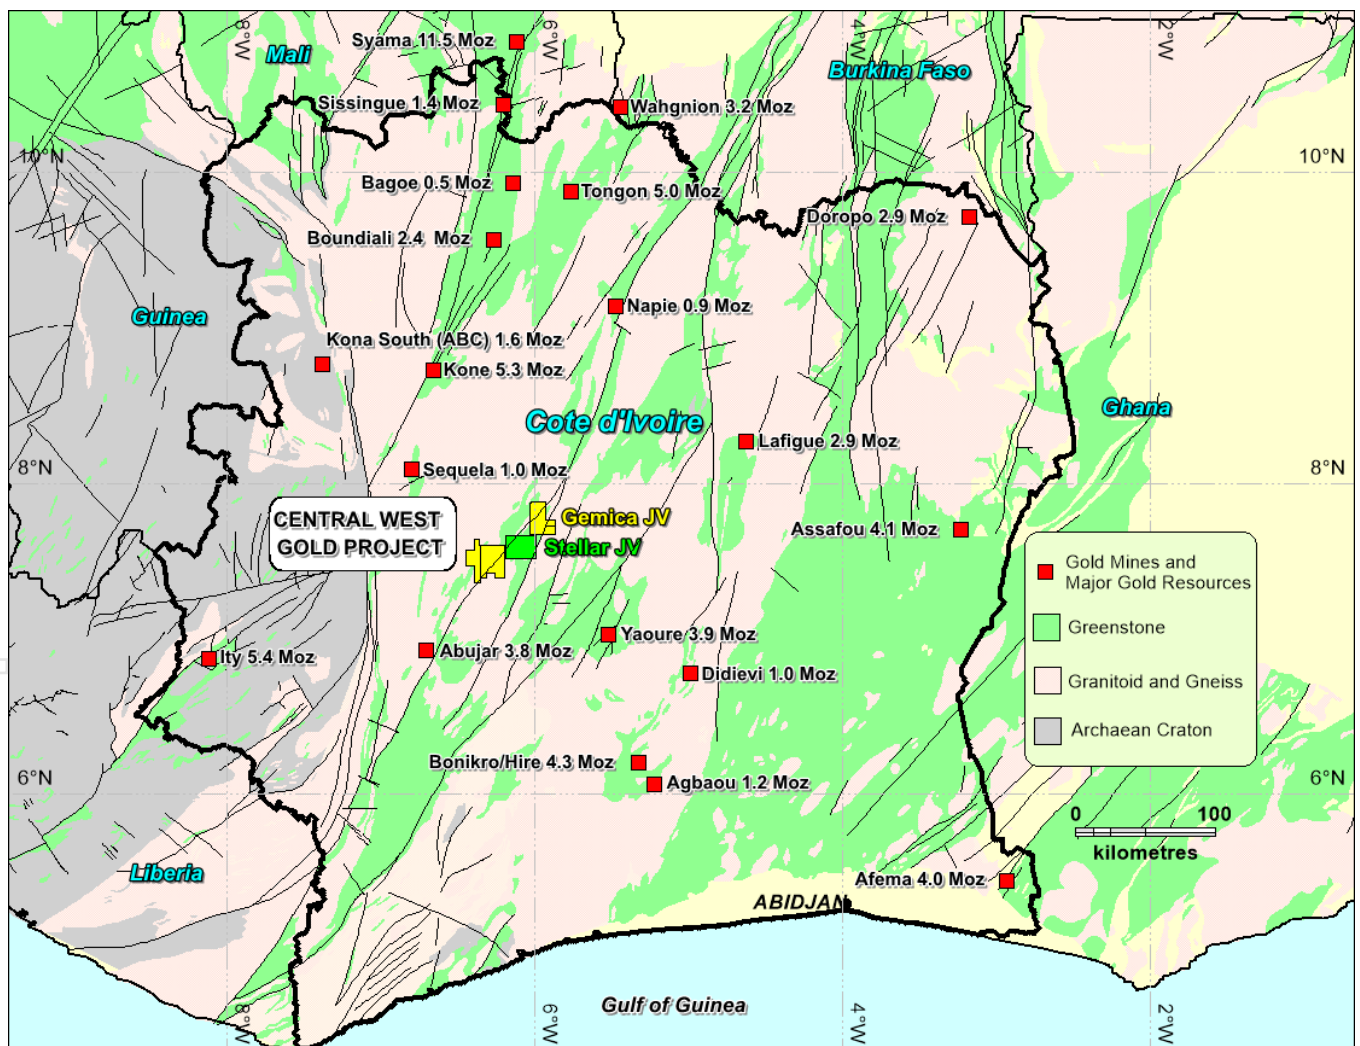 8°W
6°W
4°W
2°W
Syama 11.5 Moz
Mali
Burkina Faso
Sissingue 1.4 Moz
Wahgnion 3.2 Moz
10°N
10°N
Bagoe 0.5 Moz
Tongon 5.0 Moz
Doropo 2.9 Moz
Boundiali 2.4 Moz
Guinea
Napie 0.9 Moz
Kona South (ABC) 1.6 Moz
Kone 5.3 Moz
Cote d'Ivoire
Ghana
Lafigue 2.9 Moz
8°N
Sequela 1.0 Moz
8°N
CENTRAL WEST
GOLD PROJECT
Gemica JV
Stellar JV
Assafou 4.1 Moz
Gold Mines and
Major Gold Resources
Greenstone
Granitoid and Gneiss
Archaean Craton
Yaoure 3.9 Moz
Abujar 3.8 Moz
Ity 5.4 Moz
Didievi 1.0 Moz
Bonikro/Hire 4.3 Moz
Agbaou 1.2 Moz
6°N
6°N
0 100
kilometres
Liberia
Afema 4.0 Moz
ABIDJAN
Gulf of Guinea
8°W
6°W
4°W
2°W